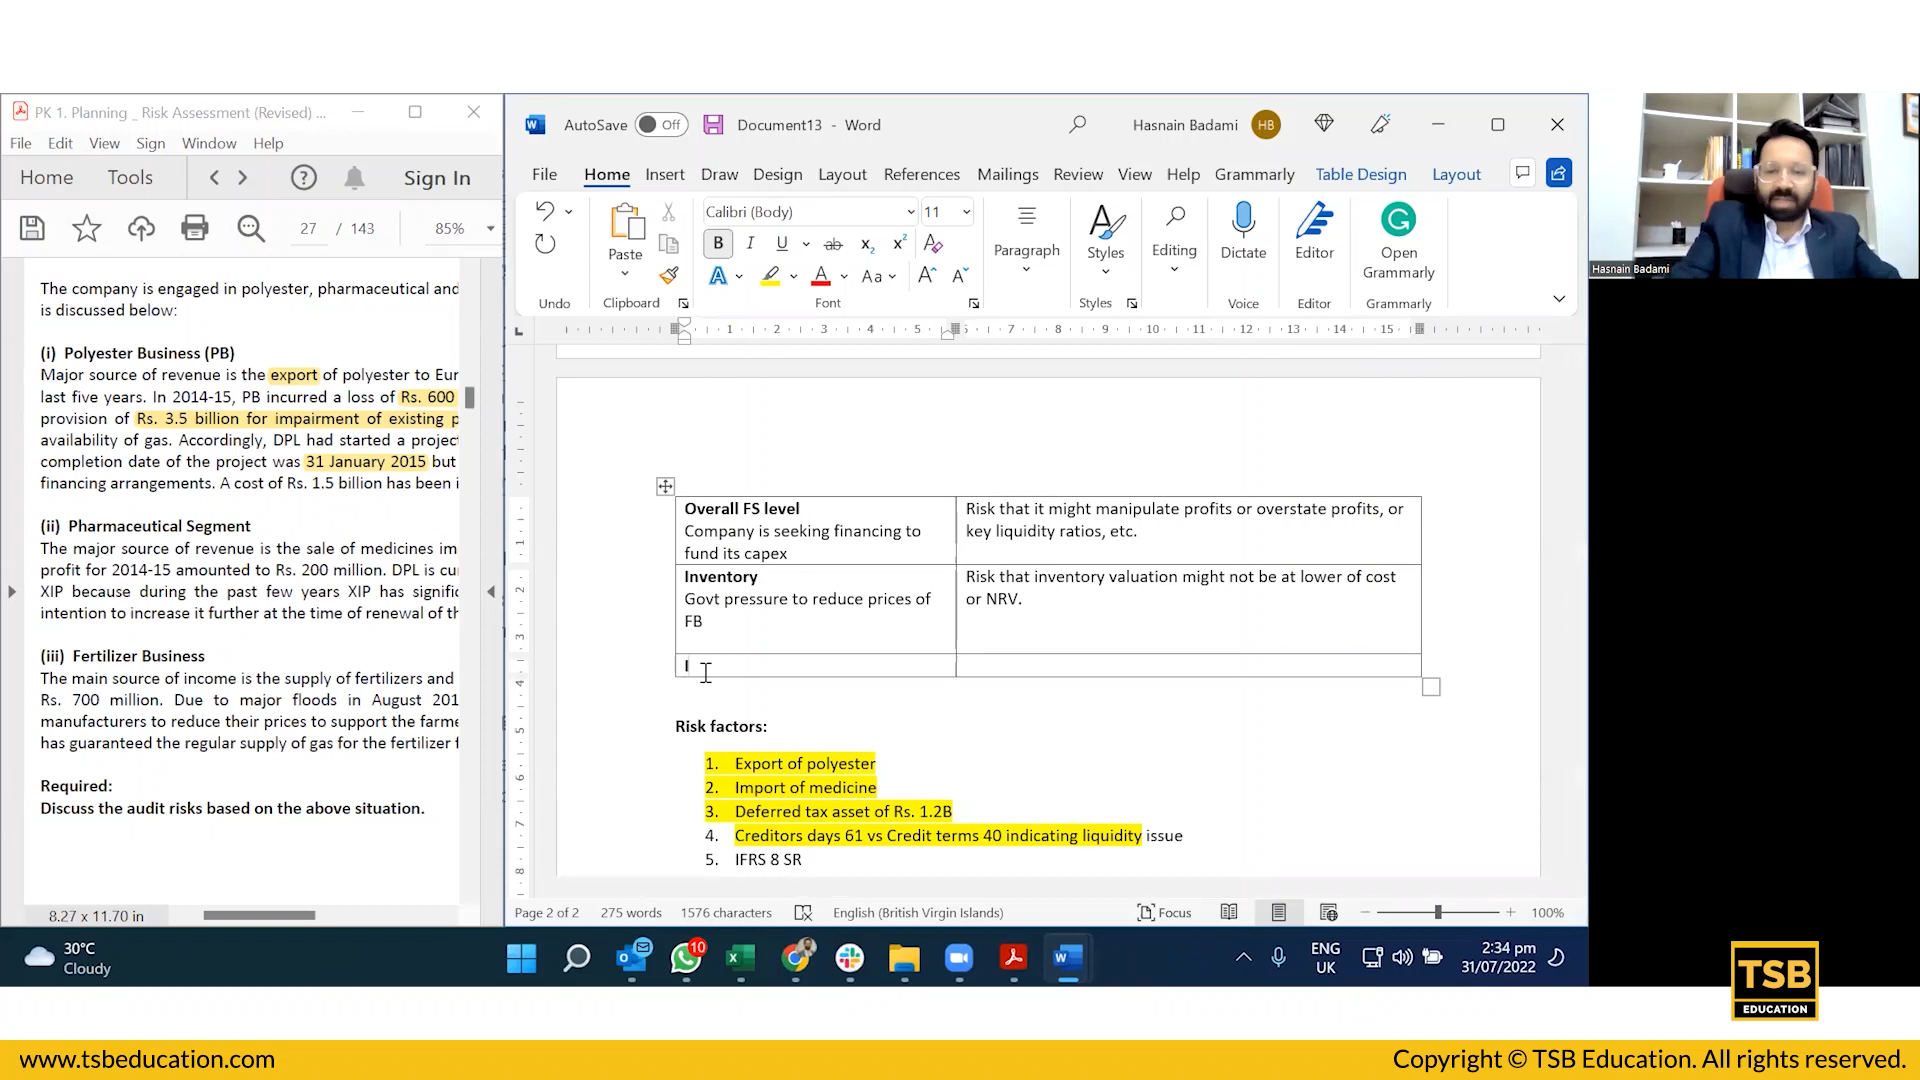 PK 1. Planning _ Risk Assessment (Revised) ...
File Edit View Sign Window Help
Home Tools Sign In
27 / 143 85%
The company is engaged in polyester, pharmaceutical and
is discussed below:
(i) Polyester Business (PB)
Major source of revenue is the export of polyester to Eur
last five years. In 2014-15, PB incurred a loss of Rs. 600
provision of Rs. 3.5 billion for impairment of existing p
availability of gas. Accordingly, DPL had started a project
completion date of the project was 31 January 2015 but
financing arrangements. A cost of Rs. 1.5 billion has been i
(ii) Pharmaceutical Segment
The major source of revenue is the sale of medicines im
profit for 2014-15 amounted to Rs. 200 million. DPL is cu
XIP because during the past few years XIP has signific
intention to increase it further at the time of renewal of th
(iii) Fertilizer Business
The main source of income is the supply of fertilizers and
Rs. 700 million. Due to major floods in August 201
manufacturers to reduce their prices to support the farme
has guaranteed the regular supply of gas for the fertilizer f
Required:
Discuss the audit risks based on the above situation.
8.27 x 11.70 in
AutoSave Off Document13 - Word Hasnain Badami HB
File Home Insert Draw Design Layout References Mailings Review View Help Grammarly Table Design Layout
Calibri (Body) 11
Paste
Paragraph Styles Editing Dictate Editor Open Grammarly
Undo Clipboard Font Styles Voice Editor Grammarly
1 2 3 4 5 6 7 8 9 10 11 12 13 14 15
Overall FS level
Company is seeking financing to
fund its capex
Risk that it might manipulate profits or overstate profits, or
key liquidity ratios, etc.
Inventory
Govt pressure to reduce prices of
FB
Risk that inventory valuation might not be at lower of cost
or NRV.
I
Risk factors:
1. Export of polyester
2. Import of medicine
3. Deferred tax asset of Rs. 1.2B
4. Creditors days 61 vs Credit terms 40 indicating liquidity issue
5. IFRS 8 SR
Page 2 of 2 275 words 1576 characters English (British Virgin Islands) Focus 100%
30°C
Cloudy
10
ENG
UK
2:34 pm
31/07/2022
Hasnain Badami
TSB
EDUCATION
www.tsbeducation.com
Copyright © TSB Education. All rights reserved.